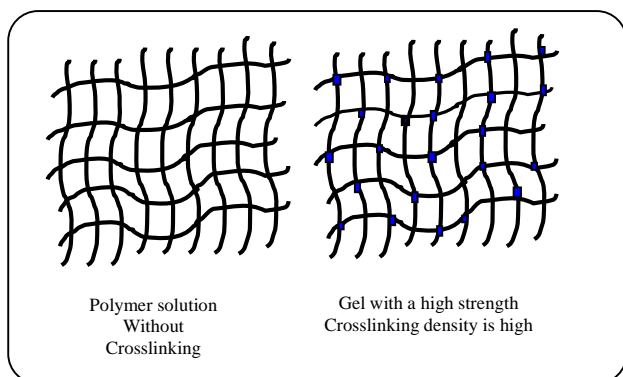 Polymer solution
Without
Crosslinking
Gel with a high strength
Crosslinking density is high